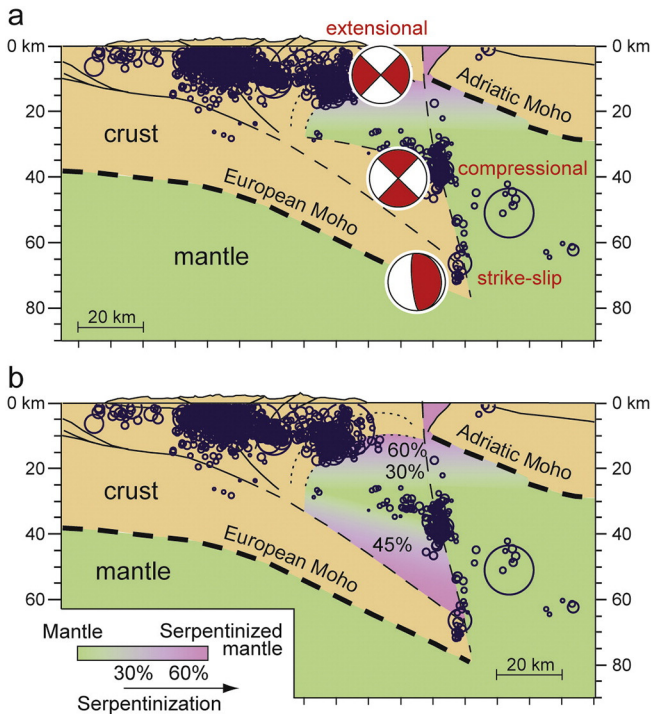 a
extensional
0 km
0 km
Adriatic Moho
20
20
crust
compressional
40
40
European Moho
mantle
60
60
strike-slip
80
80
20 km
b
0 km
0 km
60%
Adriatic Moho
30%
20
20
crust
40
40
45%
European Moho
mantle
60
60
Mantle
Serpentinized
mantle
20 km
30%
60%
80
Serpentinization